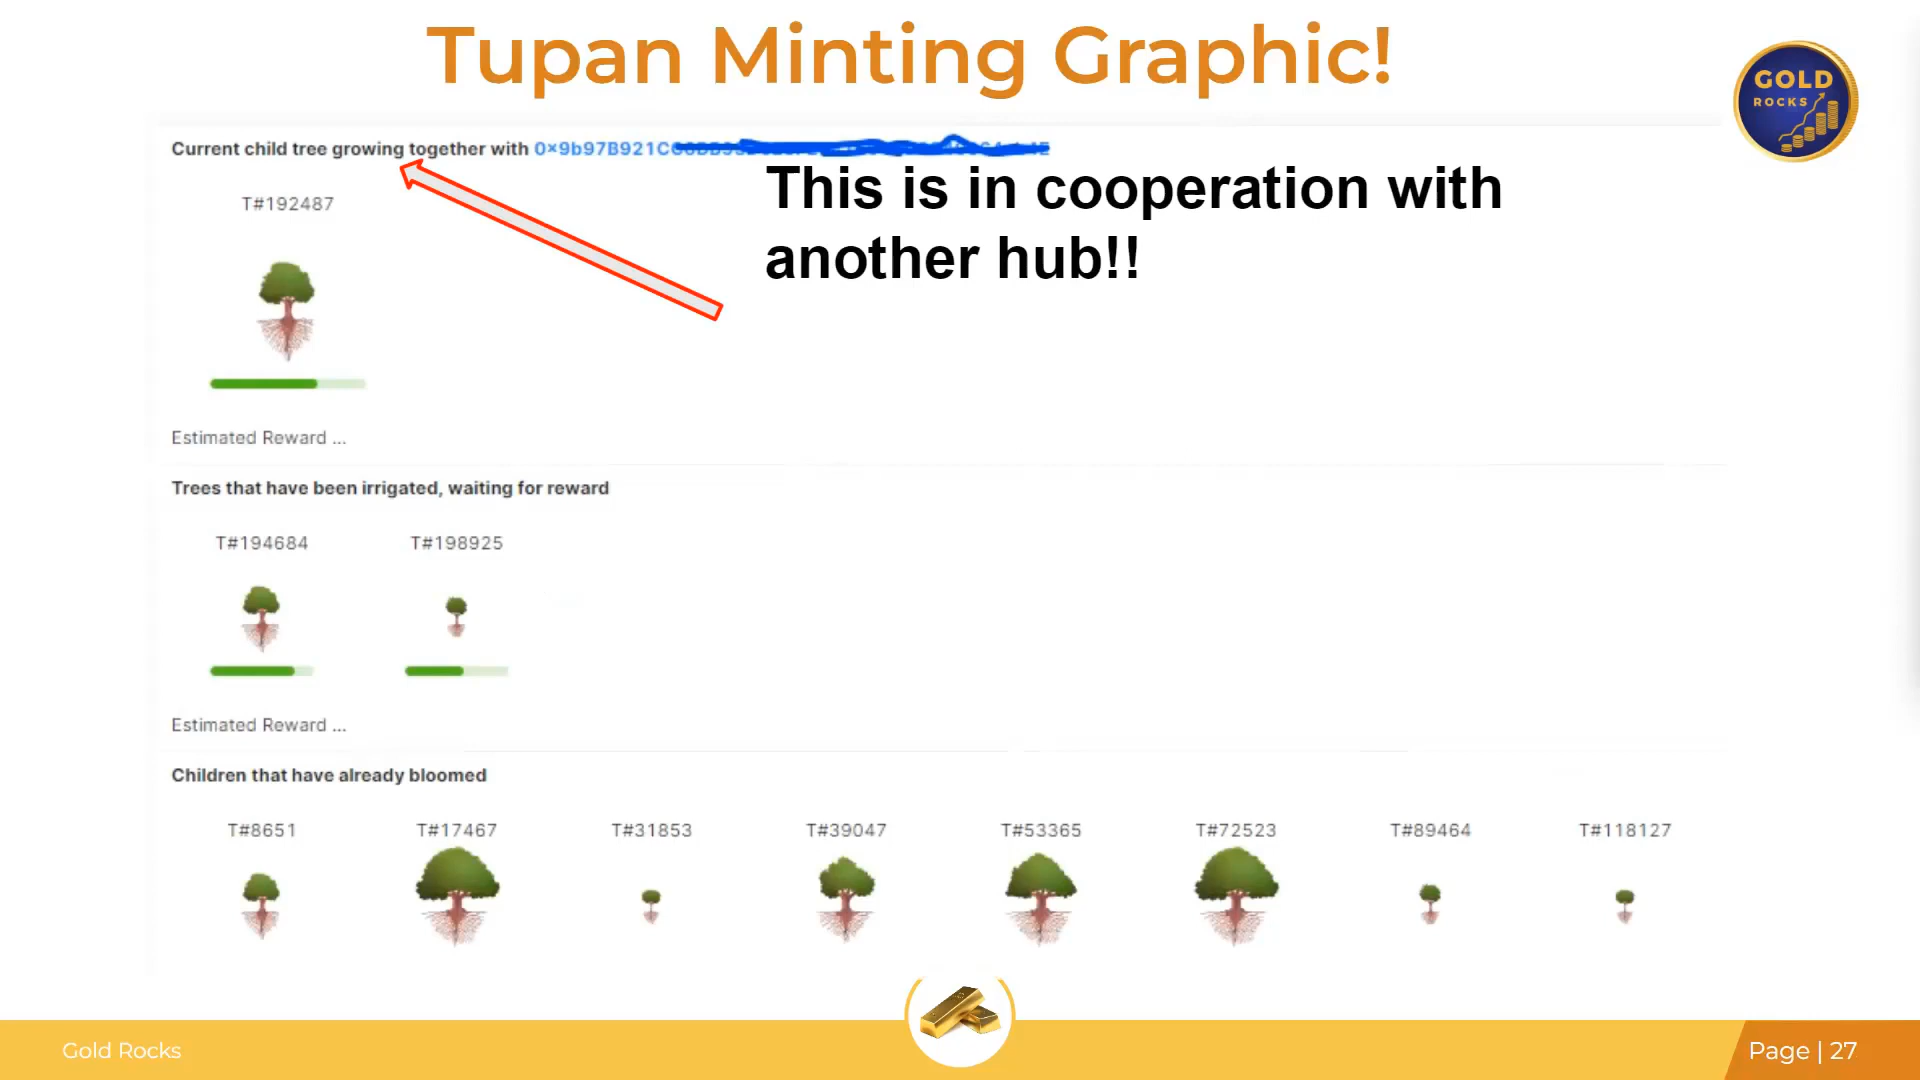 Tupan Minting Graphic!
GOLD
ROCKS
Current child tree growing together with 0x9b97B921C
This is in cooperation with
another hub!!
T#192487
Estimated Reward ...
Trees that have been irrigated, waiting for reward
T#194684 T#198925
Estimated Reward ...
Children that have already bloomed
T#8651 T#17467 T#31853 T#39047 T#53365 T#72523 T#89464 T#118127
Gold Rocks
Page | 27